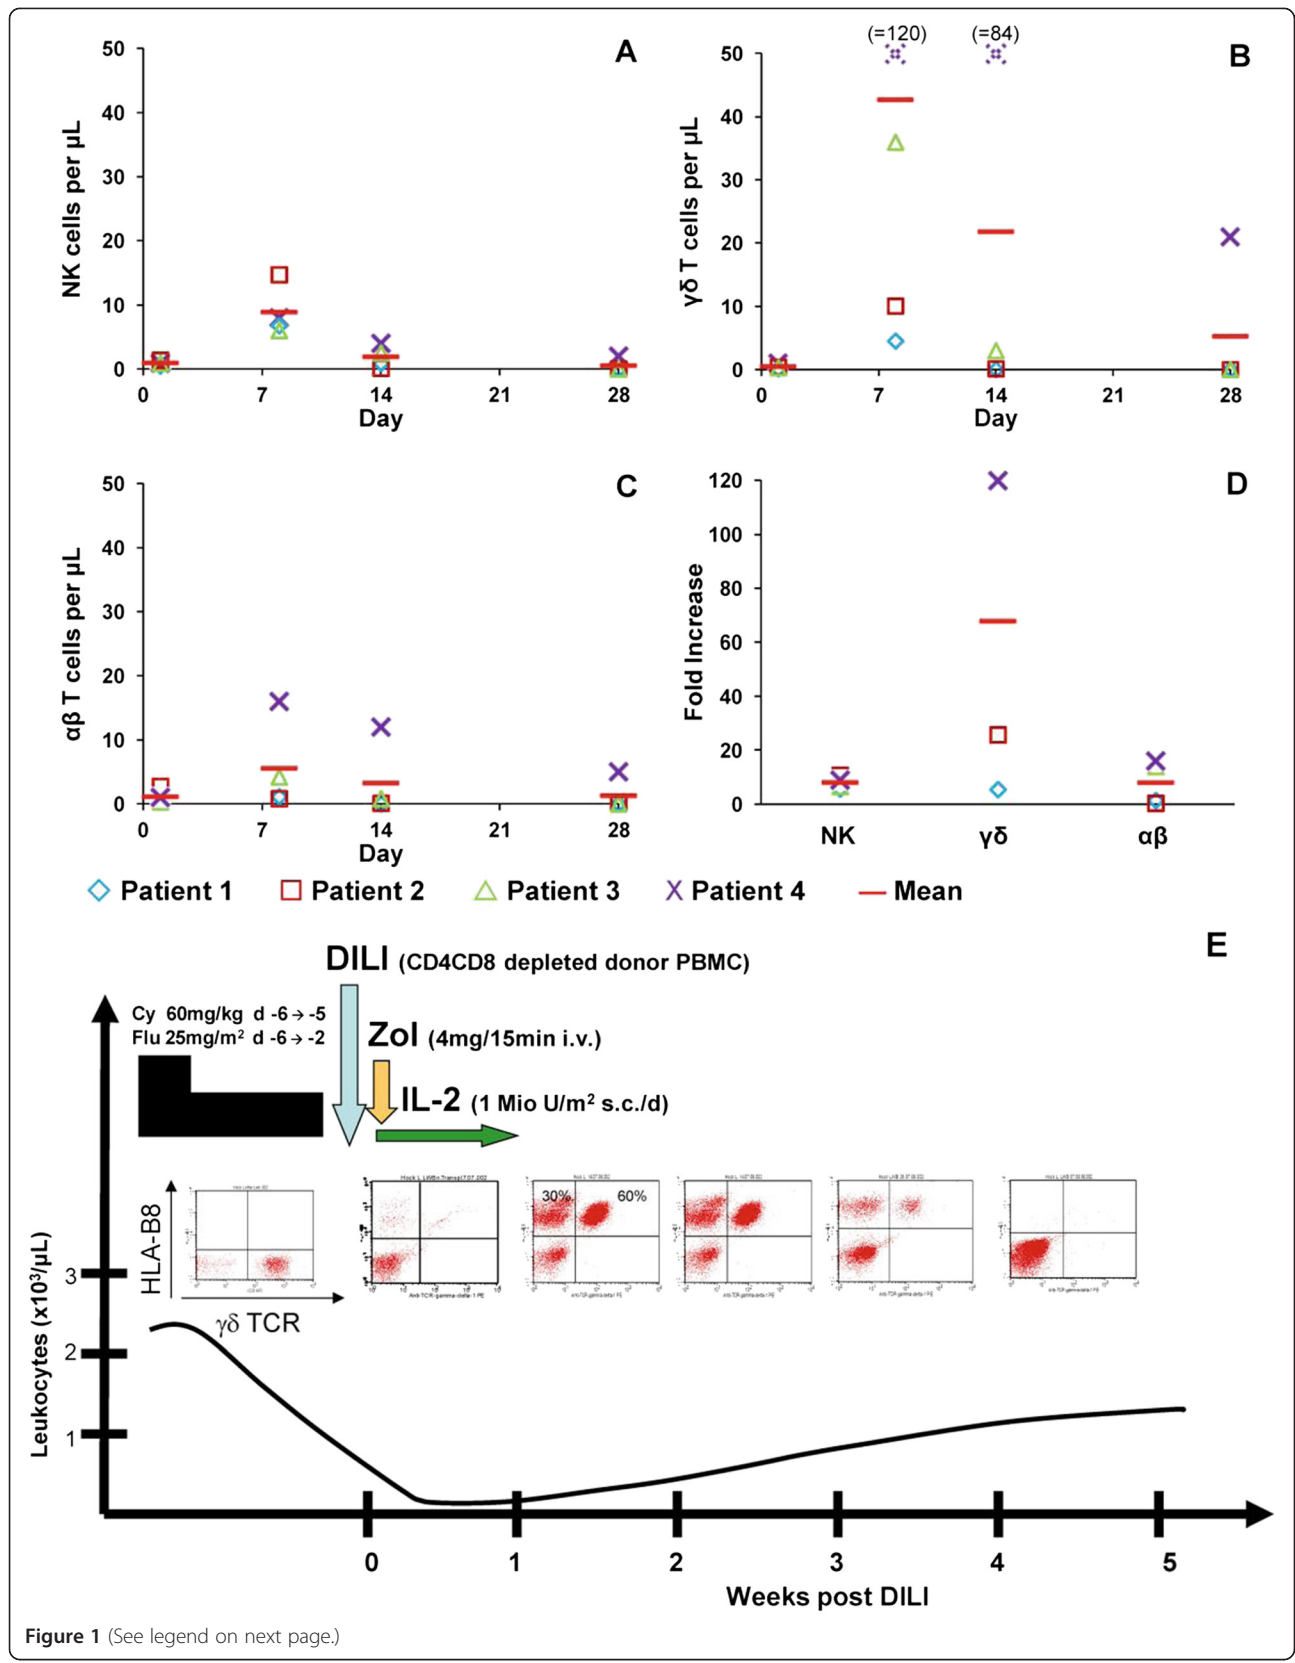 A
50
40
30
20
10
0
NK cells per µL
0 7 14 21 28
Day
(=120) (=84)
B
50
40
30
20
10
0
γδ T cells per µL
0 7 14 21 28
Day
C
50
40
30
20
10
0
αβ T cells per µL
0 7 14 21 28
Day
D
120
100
80
60
40
20
0
Fold Increase
NK γδ αβ
Patient 1 Patient 2 Patient 3 Patient 4 Mean
E
DILI (CD4CD8 depleted donor PBMC)
Cy 60mg/kg d -6 → -5
Flu 25mg/m² d -6 → -2
Zol (4mg/15min i.v.)
IL-2 (1 Mio U/m² s.c./d)
30% 60%
HLA-B8
γδ TCR
Leukocytes (x10³/µL)
3
2
1
0 1 2 3 4 5
Weeks post DILI
Figure 1 (See legend on next page.)